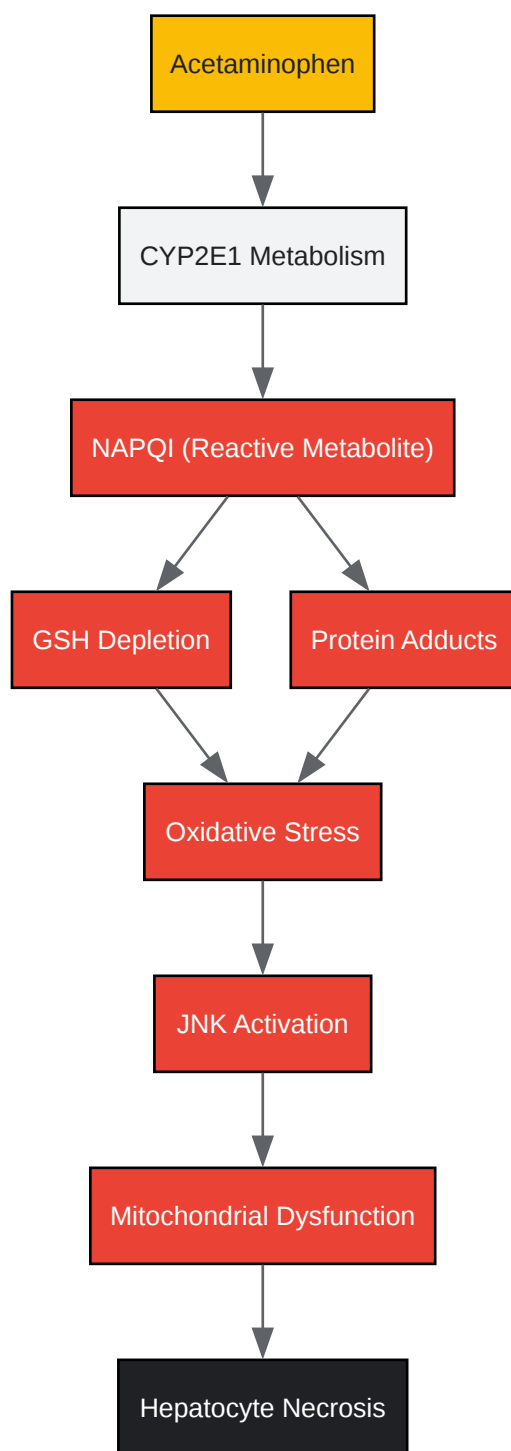 Acetaminophen
CYP2E1 Metabolism
NAPQI (Reactive Metabolite)
GSH Depletion
Protein Adducts
Oxidative Stress
JNK Activation
Mitochondrial Dysfunction
Hepatocyte Necrosis